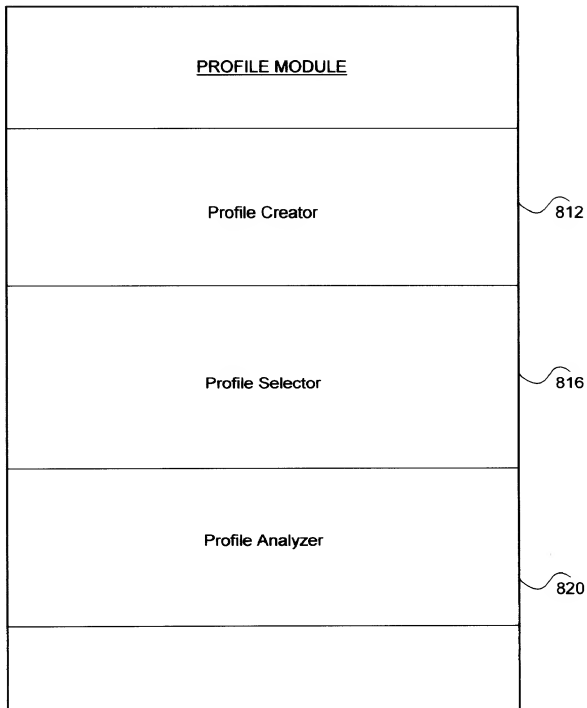 PROFILE MODULE
Profile Creator
812
Profile Selector
816
Profile Analyzer
820